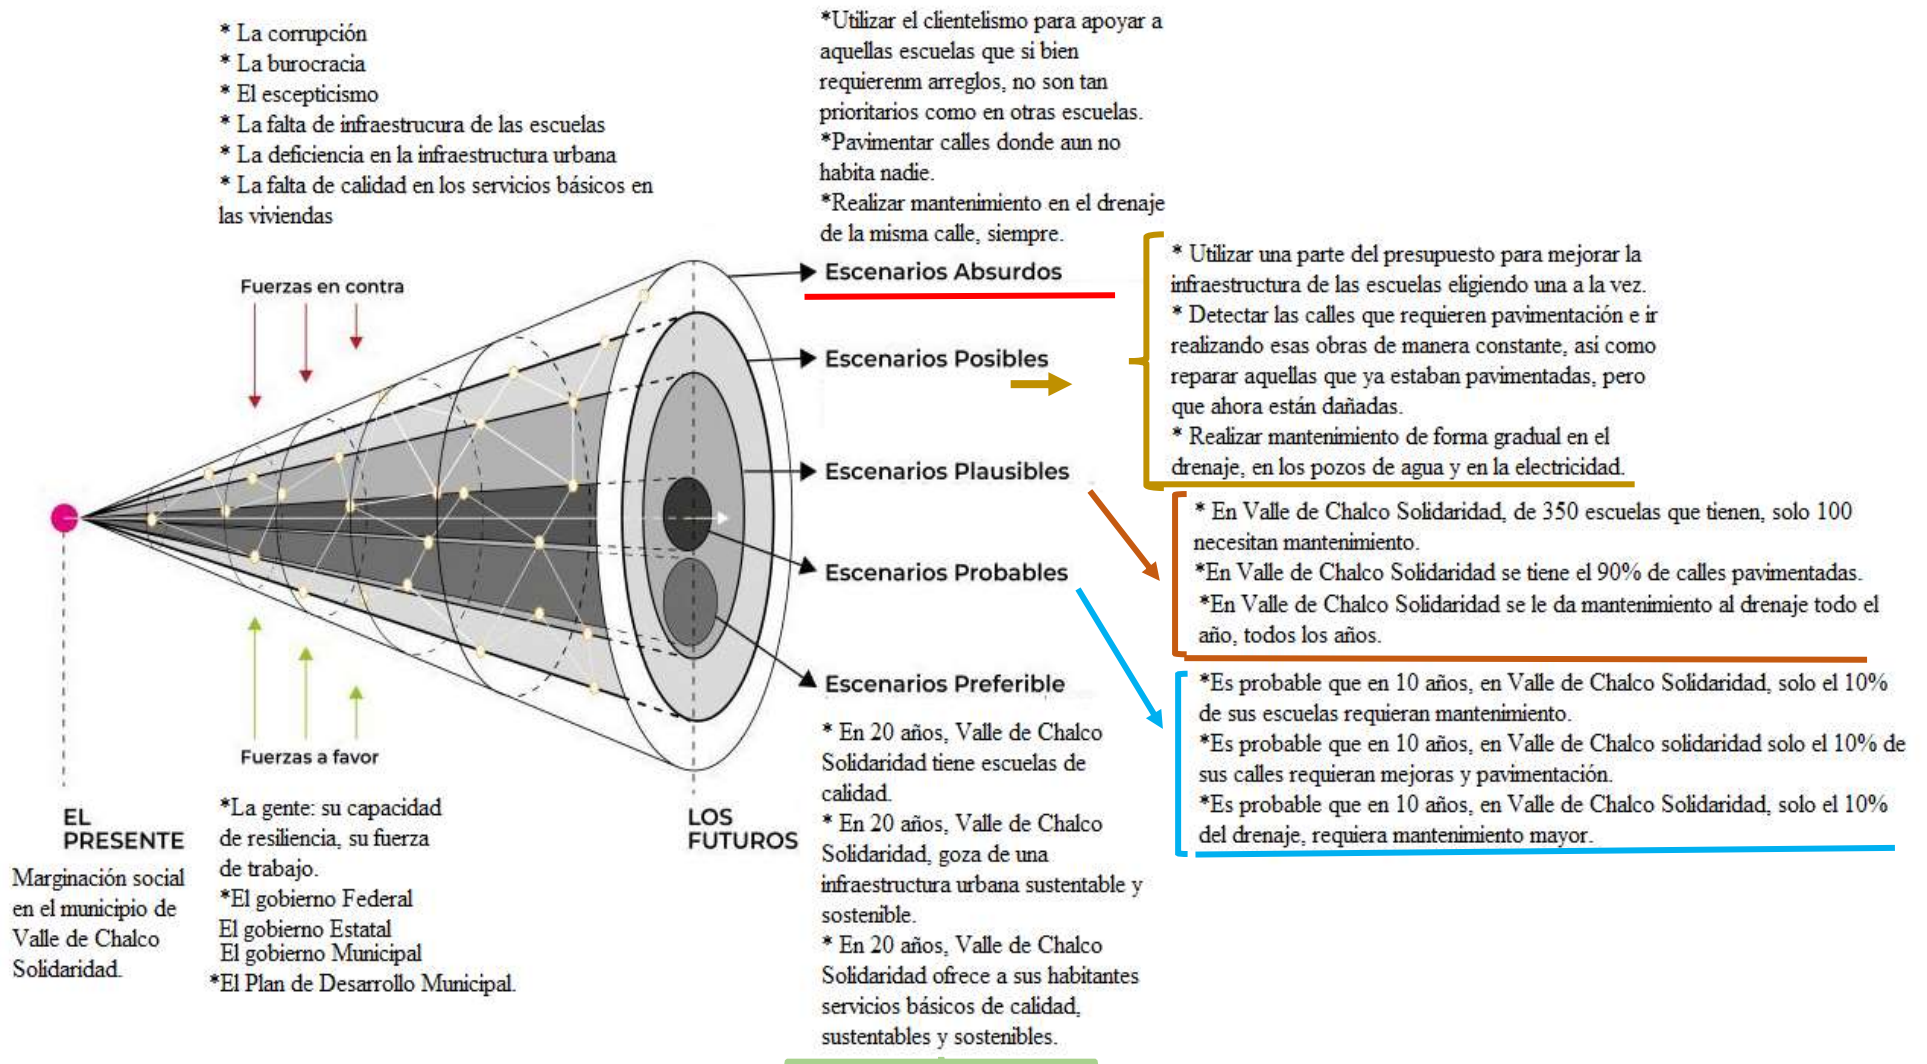 * La corrupción
* La burocracia
* El escepticismo
* La falta de infraestrucura de las escuelas
* La deficiencia en la infraestructura urbana
* La falta de calidad en los servicios básicos en
las viviendas
Fuerzas en contra
*Utilizar el clientelismo para apoyar a
aquellas escuelas que si bien
requierenm arreglos, no son tan
prioritarios como en otras escuelas.
*Pavimentar calles donde aun no
habita nadie.
*Realizar mantenimiento en el drenaje
de la misma calle, siempre.
Escenarios Absurdos
Escenarios Posibles
* Utilizar una parte del presupuesto para mejorar la
infraestructura de las escuelas eligiendo una a la vez.
* Detectar las calles que requieren pavimentación e ir
realizando esas obras de manera constante, así como
reparar aquellas que ya estaban pavimentadas, pero
que ahora están dañadas.
* Realizar mantenimiento de forma gradual en el
drenaje, en los pozos de agua y en la electricidad.
Escenarios Plausibles
* En Valle de Chalco Solidaridad, de 350 escuelas que tienen, solo 100
necesitan mantenimiento.
*En Valle de Chalco Solidaridad se tiene el 90% de calles pavimentadas.
*En Valle de Chalco Solidaridad se le da mantenimiento al drenaje todo el
año, todos los años.
Escenarios Probables
*Es probable que en 10 años, en Valle de Chalco Solidaridad, solo el 10%
de sus escuelas requieran mantenimiento.
*Es probable que en 10 años, en Valle de Chalco solidaridad solo el 10% de
sus calles requieran mejoras y pavimentación.
*Es probable que en 10 años, en Valle de Chalco Solidaridad, solo el 10%
del drenaje, requiera mantenimiento mayor.
Escenarios Preferible
* En 20 años, Valle de Chalco
Solidaridad tiene escuelas de
calidad.
* En 20 años, Valle de Chalco
Solidaridad, goza de una
infraestructura urbana sustentable y
sostenible.
* En 20 años, Valle de Chalco
Solidaridad ofrece a sus habitantes
servicios básicos de calidad,
sustentables y sostenibles.
Fuerzas a favor
*La gente: su capacidad
de resiliencia, su fuerza
de trabajo.
*El gobierno Federal
El gobierno Estatal
El gobierno Municipal
*El Plan de Desarrollo Municipal.
EL
PRESENTE
Marginación social
en el municipio de
Valle de Chalco
Solidaridad.
LOS
FUTUROS